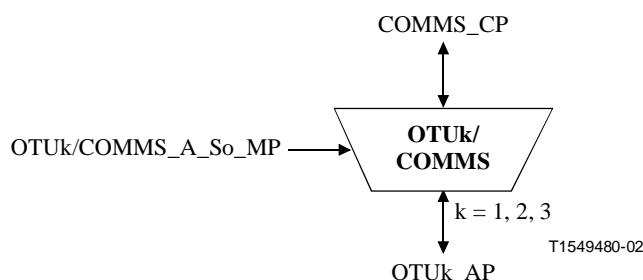 COMMS_CP
OTUk/COMMS_A_So_MP
OTUk/
COMMS
k = 1, 2, 3
T1549480-02
OTUk_AP